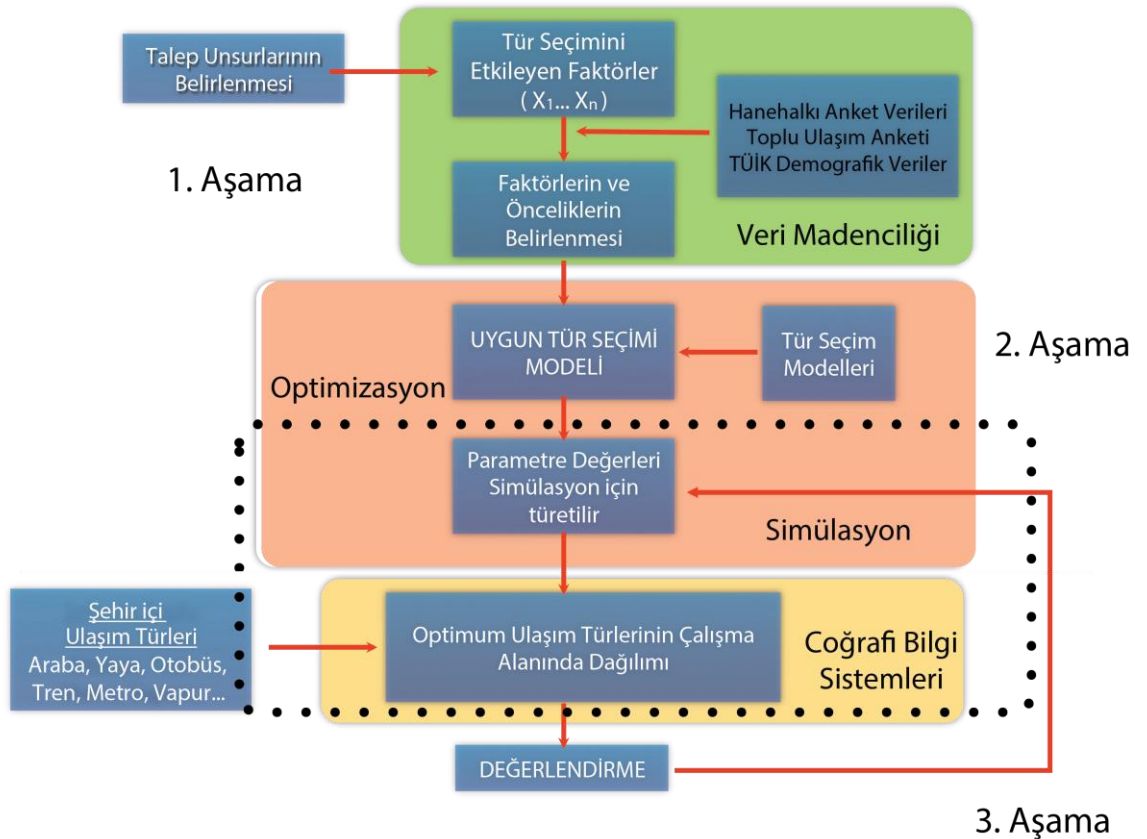 Talep Unsurlarının
Belirlenmesi
Tür Seçimini
Etkileyen Faktörler
( X₁... Xₙ )
Hanehalkı Anket Verileri
Toplu Ulaşım Anketi
TÜİK Demografik Veriler
1. Aşama
Faktörlerin ve
Önceliklerin
Belirlenmesi
Veri Madenciliği
UYGUN TÜR SEÇİMİ
MODELİ
Tür Seçim
Modelleri
2. Aşama
Optimizasyon
Parametre Değerleri
Simülasyon için
türetilir
Simülasyon
Şehir içi
Ulaşım Türleri
Araba, Yaya, Otobüs,
Tren, Metro, Vapur...
Optimum Ulaşım Türlerinin Çalışma
Alanında Dağılımı
Coğrafi Bilgi
Sistemleri
DEĞERLENDİRME
3. Aşama